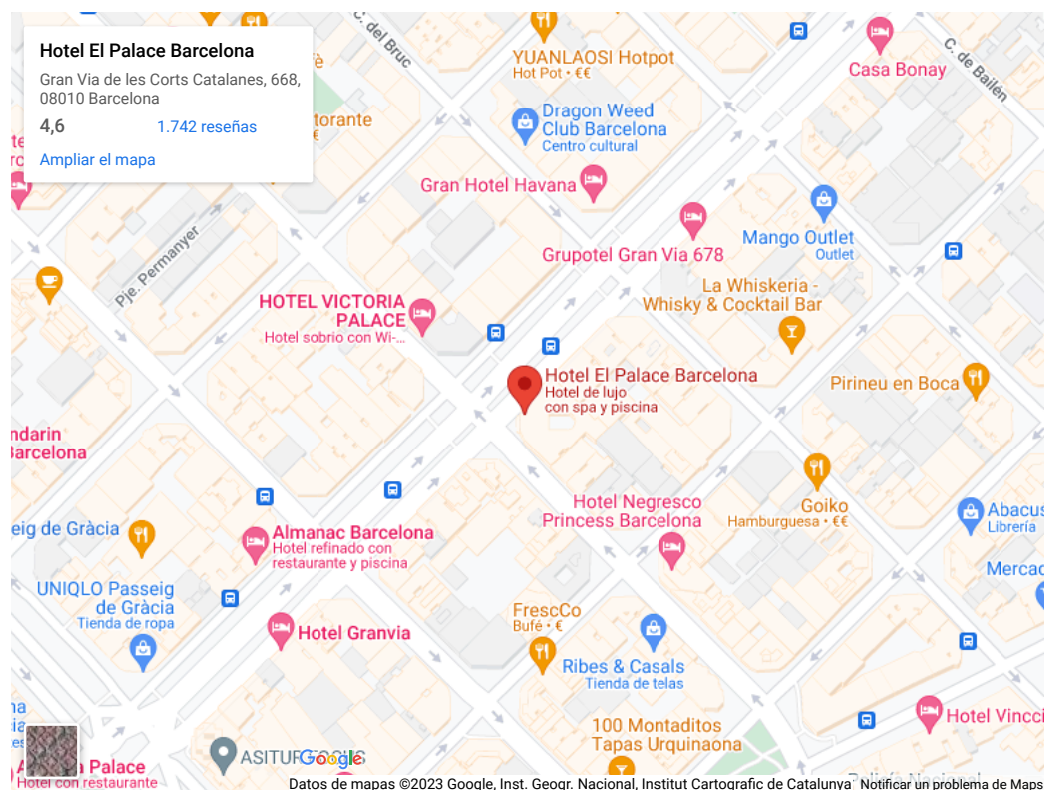 Hotel El Palace Barcelona
Gran Via de les Corts Catalanes, 668,
08010 Barcelona
4,6
1.742 reseñas
Ampliar el mapa
C. del Bruc
YUANLAOSI Hotpot
Hot Pot • €€
Casa Bonay
C. de Bailén
Dragon Weed
Club Barcelona
Centro cultural
torante
€
Gran Hotel Havana
Grupotel Gran Via 678
Mango Outlet
Outlet
Pje. Permanyer
La Whiskeria -
Whisky & Cocktail Bar
HOTEL VICTORIA
PALACE
Hotel sobrio con Wi-...
Hotel El Palace Barcelona
Hotel de lujo
con spa y piscina
Pirineu en Boca
ndarin
Barcelona
Hotel Negresco
Princess Barcelona
Goiko
Hamburguesa • €€
Abacus
Librería
eig de Gràcia
Almanac Barcelona
Hotel refinado con
restaurante y piscina
Mercad
UNIQLO Passeig
de Gràcia
Tienda de ropa
FrescCo
Bufé • €
Hotel Granvia
Ribes & Casals
Tienda de telas
Hotel Vincci
100 Montaditos
Tapas Urquinaona
ASITUR
Google
Palace
Hotel con restaurante
Policía Nacional
Datos de mapas ©2023 Google, Inst. Geogr. Nacional, Institut Cartografic de Catalunya
Notificar un problema de Maps